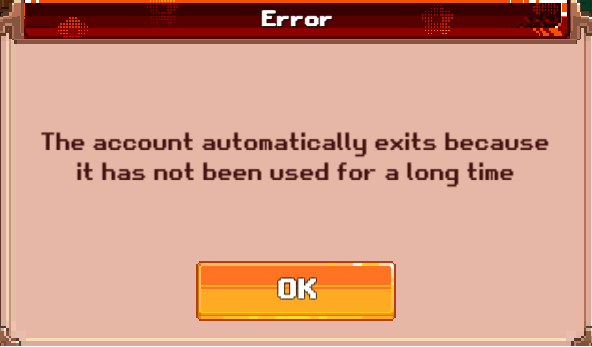 Error
The account automatically exits because
it has not been used for a long time
OK